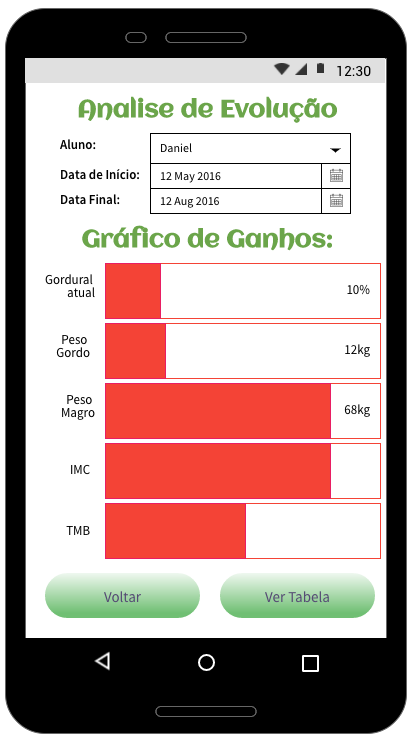 12:30
Analise de Evolução
Aluno:
Daniel
Data de Início:
12 May 2016
Data Final:
12 Aug 2016
Gráfico de Ganhos:
Gordural
atual
10%
Peso
Gordo
12kg
Peso
Magro
68kg
IMC
TMB
Voltar
Ver Tabela